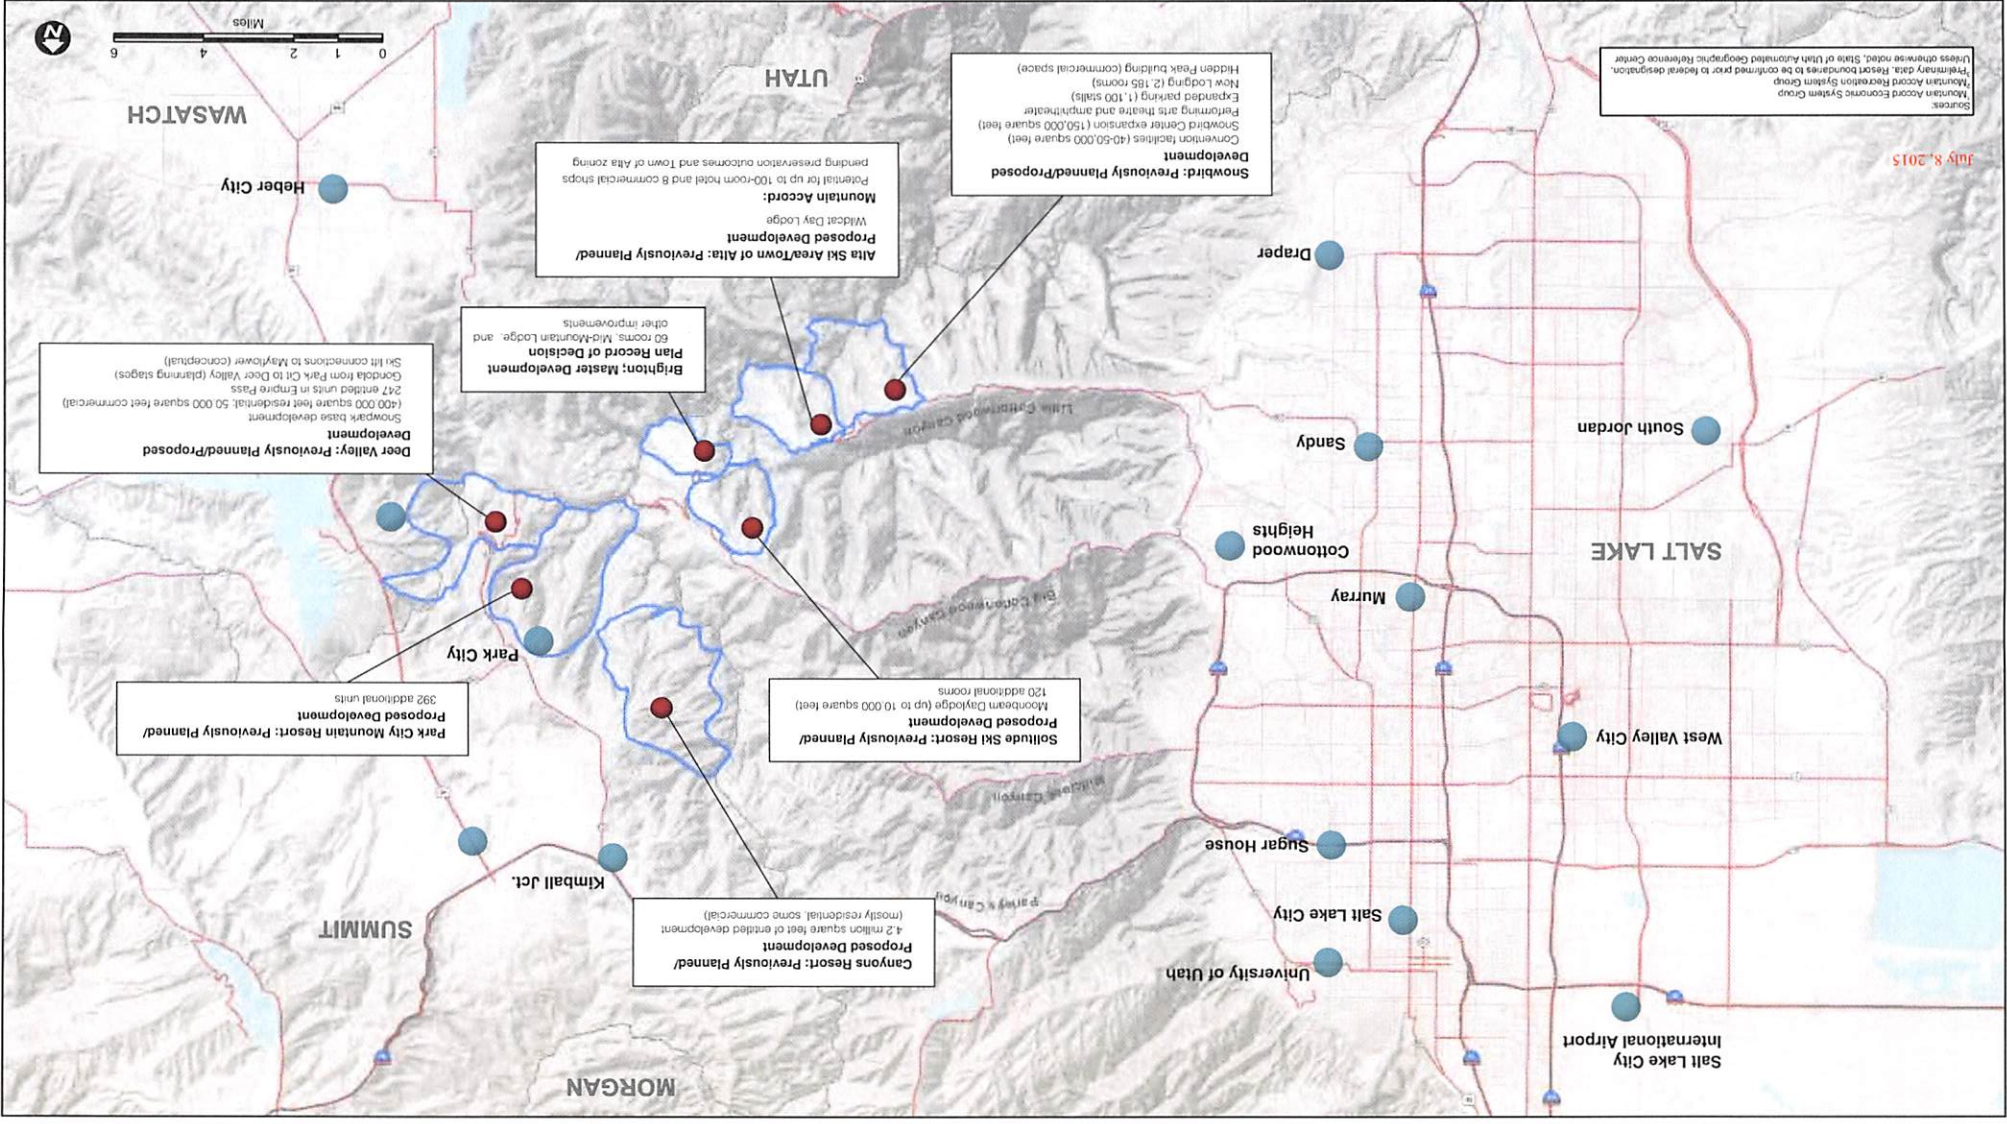 Salt Lake City
International Airport
MORGAN
University of Utah
Canyons Resort: Previously Planned/
Proposed Development
4.2 million square feet of entitled development
(mostly residential, some commercial)
Salt Lake City
Parley's Canyon
SUMMIT
Kimball Jct.
Sugar House
Millcreek Canyon
West Valley City
Solitude Ski Resort: Previously Planned/
Proposed Development
Moonbeam Daylodge (up to 10,000 square feet)
120 additional rooms
Park City Mountain Resort: Previously Planned/
Proposed Development
392 additional units
Park City
Murray
Big Cottonwood Canyon
SALT LAKE
Cottonwood
Heights
South Jordan
Sandy
Little Cottonwood Canyon
Deer Valley: Previously Planned/Proposed
Development
Snowpark base development
(400,000 square feet residential; 50,000 square feet commercial)
247 entitled units in Empire Pass
Gondola from Park Cit to Deer Valley (planning stages)
Ski lift connections to Mayflower (conceptual)
Brighton; Master Development
Plan Record of Decision
60 rooms, Mid-Mountain Lodge, and
other improvements
Draper
Alta Ski Area/Town of Alta: Previously Planned/
Proposed Development
Wildcat Day Lodge
Mountain Accord:
Potential for up to 100-room hotel and 8 commercial shops
pending preservation outcomes and Town of Alta zoning
Heber City
Snowbird: Previously Planned/Proposed
Development
Convention facilities (40-50,000 square feet)
Snowbird Center expansion (150,000 square feet)
Performing arts theatre and amphitheater
Expanded parking (1,100 stalls)
New Lodging (2,185 rooms)
Hidden Peak building (commercial space)
July 8, 2015
WASATCH
UTAH
Sources:
¹Mountain Accord Economic System Group
²Mountain Accord Recreation System Group
³Preliminary data. Resort boundaries to be confirmed prior to federal designation.
Unless otherwise noted, State of Utah Automated Geographic Reference Center
0 1 2 4 6
Miles
N